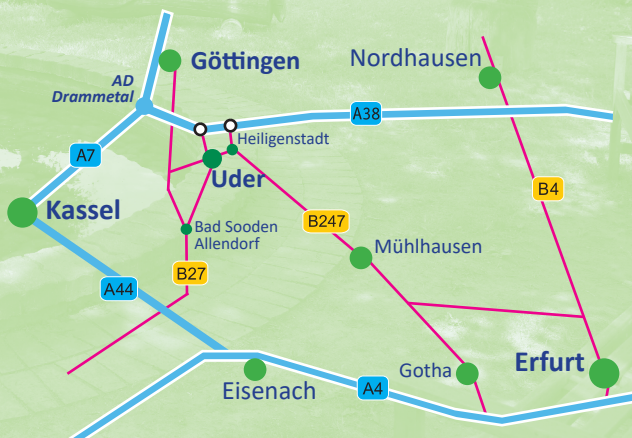 Göttingen
Nordhausen
AD
Drammetal
A38
Heiligenstadt
A7
Uder
B4
Kassel
Bad Sooden
Allendorf
B247
Mühlhausen
B27
A44
Erfurt
Gotha
Eisenach
A4